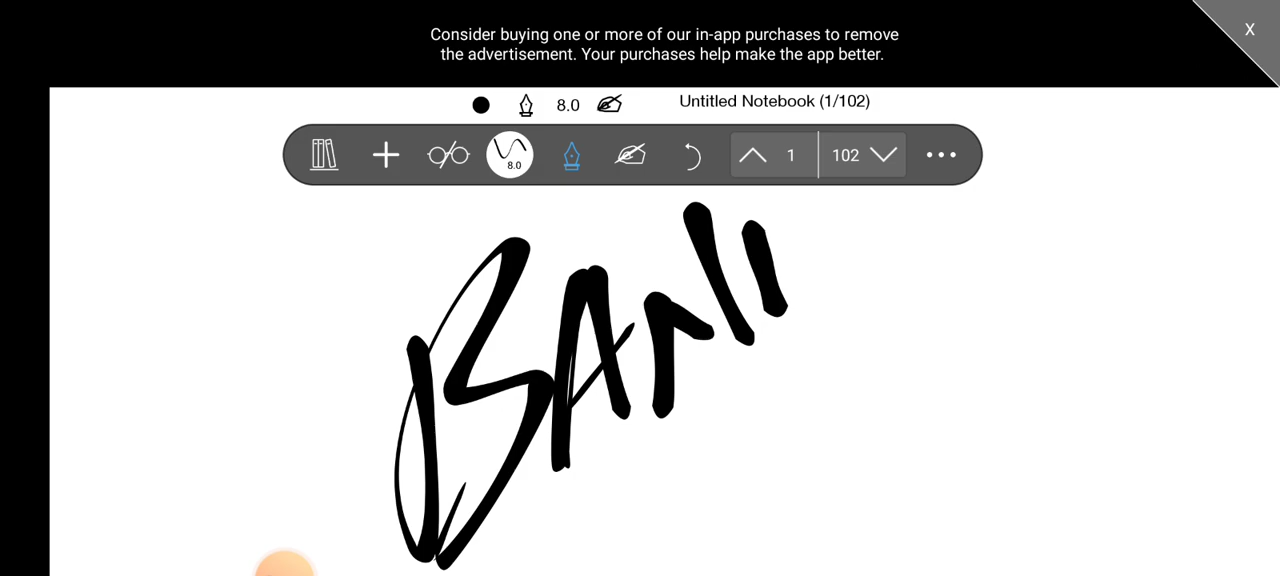 Consider buying one or more of our in-app purchases to remove
the advertisement. Your purchases help make the app better.
X
8.0 Untitled Notebook (1/102)
8.0 1 102